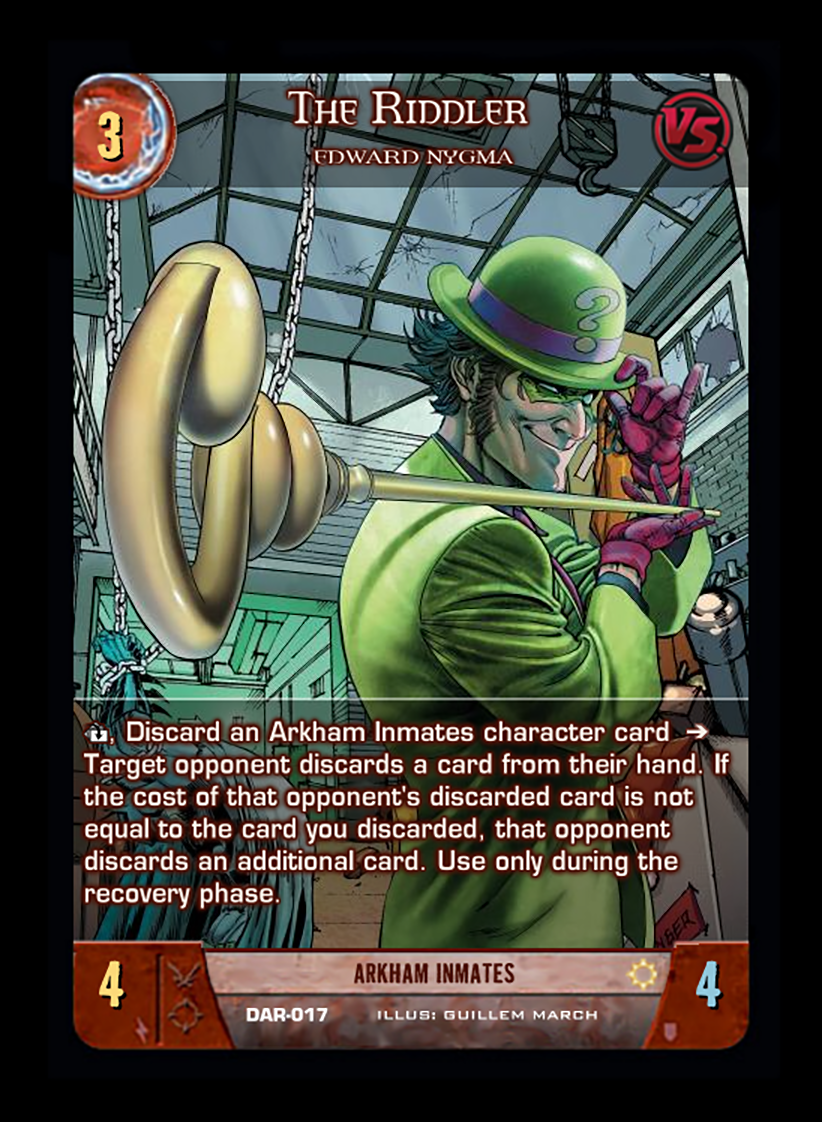 3
THE RIDDLER
VS.
EDWARD NYGMA
?
, Discard an Arkham Inmates character card ➔
Target opponent discards a card from their hand. If
the cost of that opponent's discarded card is not
equal to the card you discarded, that opponent
discards an additional card. Use only during the
recovery phase.
4
ARKHAM INMATES
4
DAR-017
ILLUS: GUILLEM MARCH